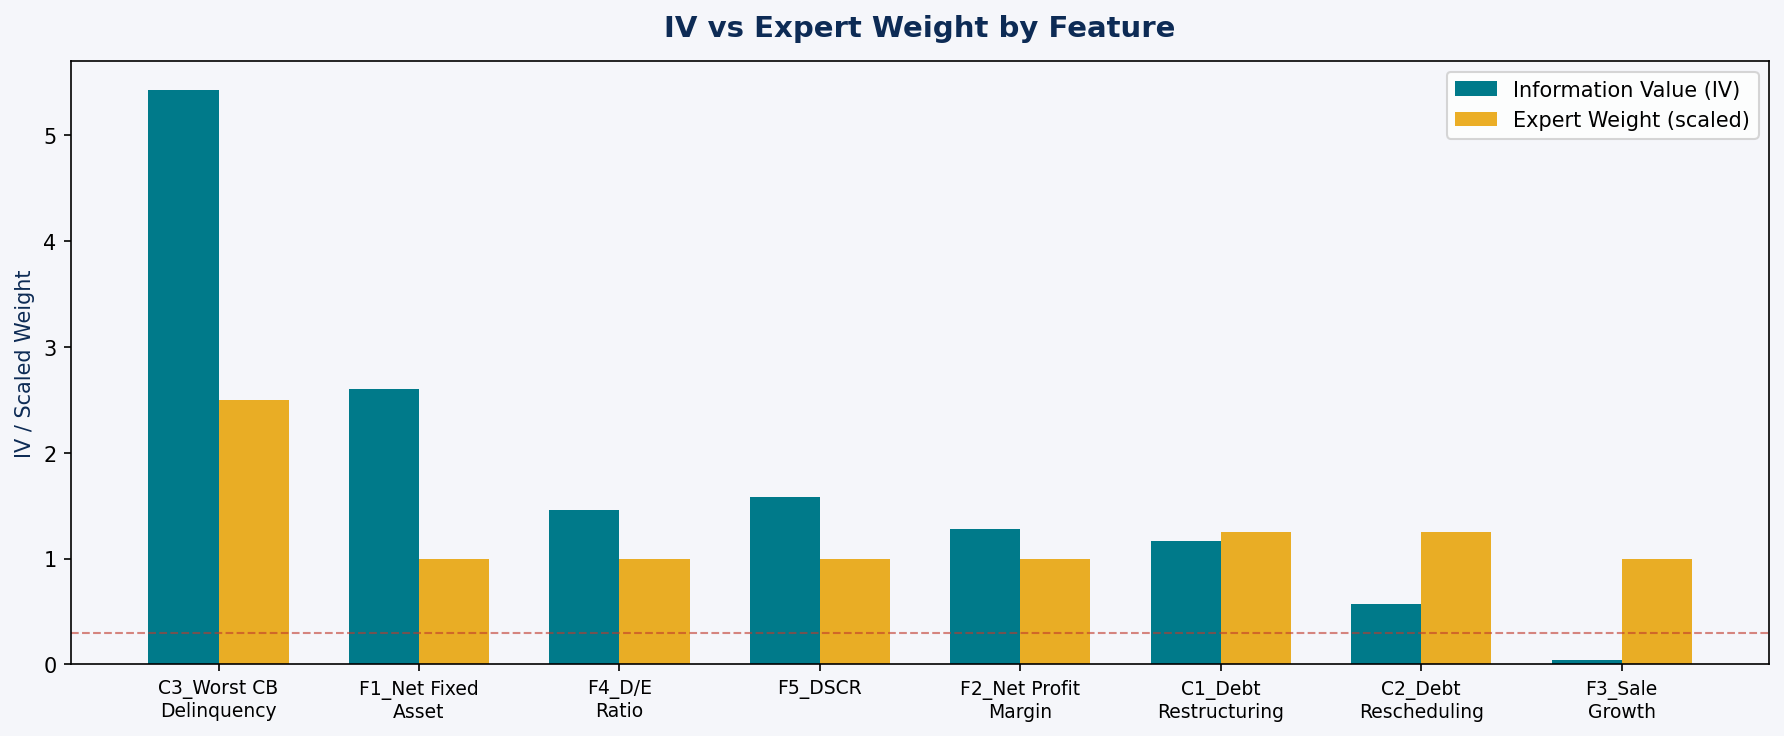 IV vs Expert Weight by Feature
Information Value (IV)
Expert Weight (scaled)
IV / Scaled Weight
5
4
3
2
1
0
C3_Worst CB
Delinquency
F1_Net Fixed
Asset
F4_D/E
Ratio
F5_DSCR
F2_Net Profit
Margin
C1_Debt
Restructuring
C2_Debt
Rescheduling
F3_Sale
Growth